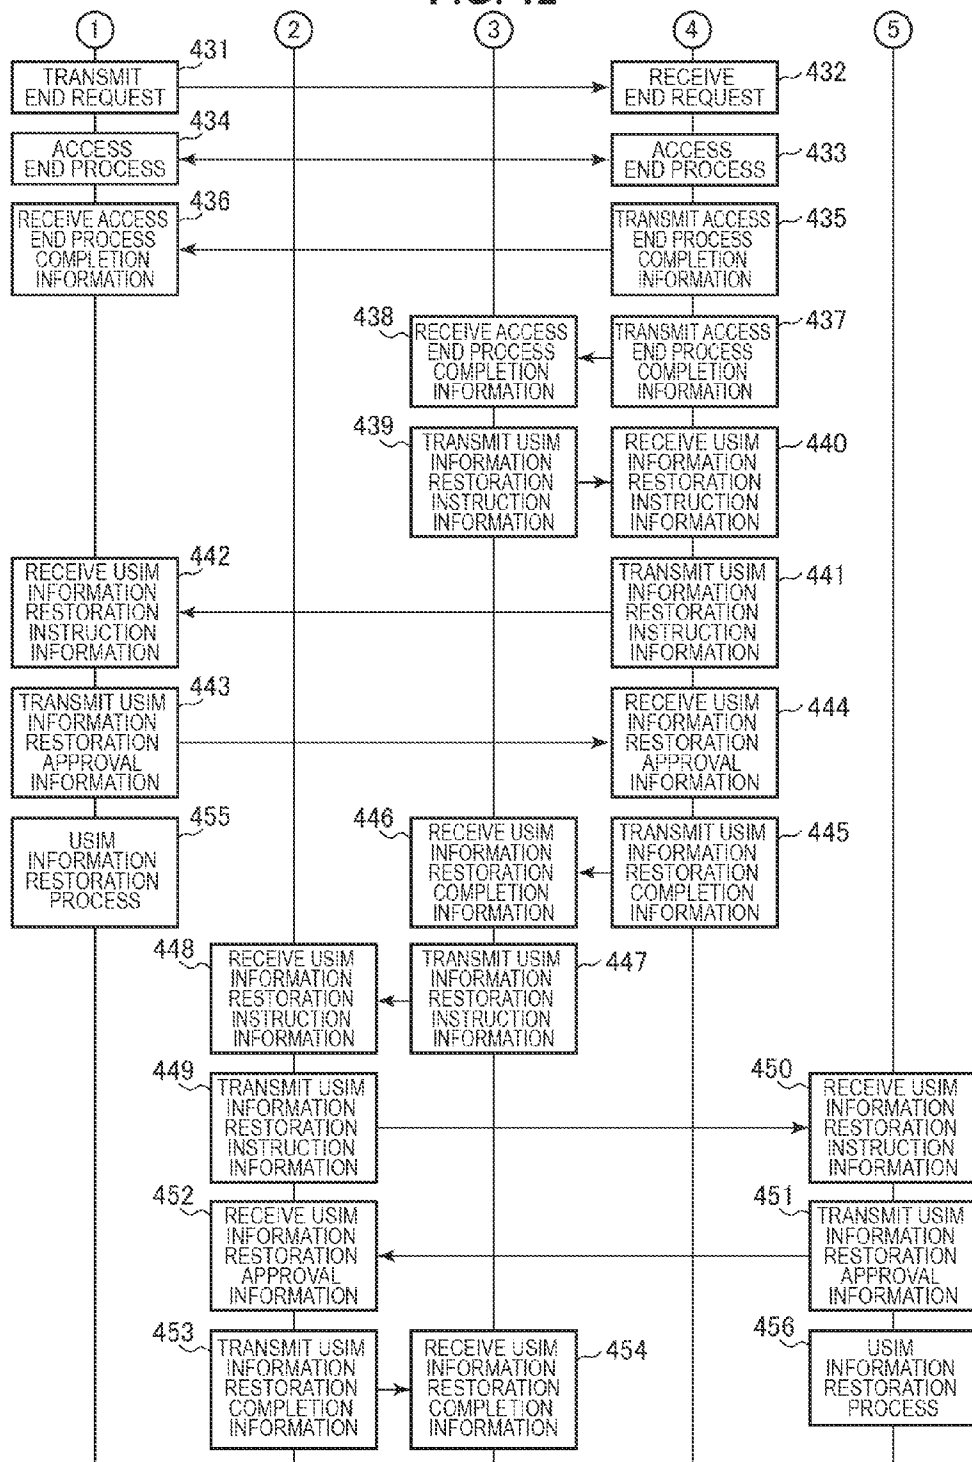 1 2 3 4 5
431
TRANSMIT
END REQUEST
RECEIVE
END REQUEST
432
434
ACCESS
END PROCESS
ACCESS
END PROCESS
433
436
RECEIVE ACCESS
END PROCESS
COMPLETION
INFORMATION
TRANSMIT ACCESS
END PROCESS
COMPLETION
INFORMATION
435
438
RECEIVE ACCESS
END PROCESS
COMPLETION
INFORMATION
TRANSMIT ACCESS
END PROCESS
COMPLETION
INFORMATION
437
439
TRANSMIT USIM
INFORMATION
RESTORATION
INSTRUCTION
INFORMATION
RECEIVE USIM
INFORMATION
RESTORATION
INSTRUCTION
INFORMATION
440
442
RECEIVE USIM
INFORMATION
RESTORATION
INSTRUCTION
INFORMATION
TRANSMIT USIM
INFORMATION
RESTORATION
INSTRUCTION
INFORMATION
441
443
TRANSMIT USIM
INFORMATION
RESTORATION
APPROVAL
INFORMATION
RECEIVE USIM
INFORMATION
RESTORATION
APPROVAL
INFORMATION
444
455
USIM
INFORMATION
RESTORATION
PROCESS
446
RECEIVE USIM
INFORMATION
RESTORATION
COMPLETION
INFORMATION
TRANSMIT USIM
INFORMATION
RESTORATION
COMPLETION
INFORMATION
445
448
RECEIVE USIM
INFORMATION
RESTORATION
INSTRUCTION
INFORMATION
TRANSMIT USIM
INFORMATION
RESTORATION
INSTRUCTION
INFORMATION
447
449
TRANSMIT USIM
INFORMATION
RESTORATION
INSTRUCTION
INFORMATION
450
RECEIVE USIM
INFORMATION
RESTORATION
INSTRUCTION
INFORMATION
452
RECEIVE USIM
INFORMATION
RESTORATION
APPROVAL
INFORMATION
451
TRANSMIT USIM
INFORMATION
RESTORATION
APPROVAL
INFORMATION
453
TRANSMIT USIM
INFORMATION
RESTORATION
COMPLETION
INFORMATION
RECEIVE USIM
INFORMATION
RESTORATION
COMPLETION
INFORMATION
454
456
USIM
INFORMATION
RESTORATION
PROCESS